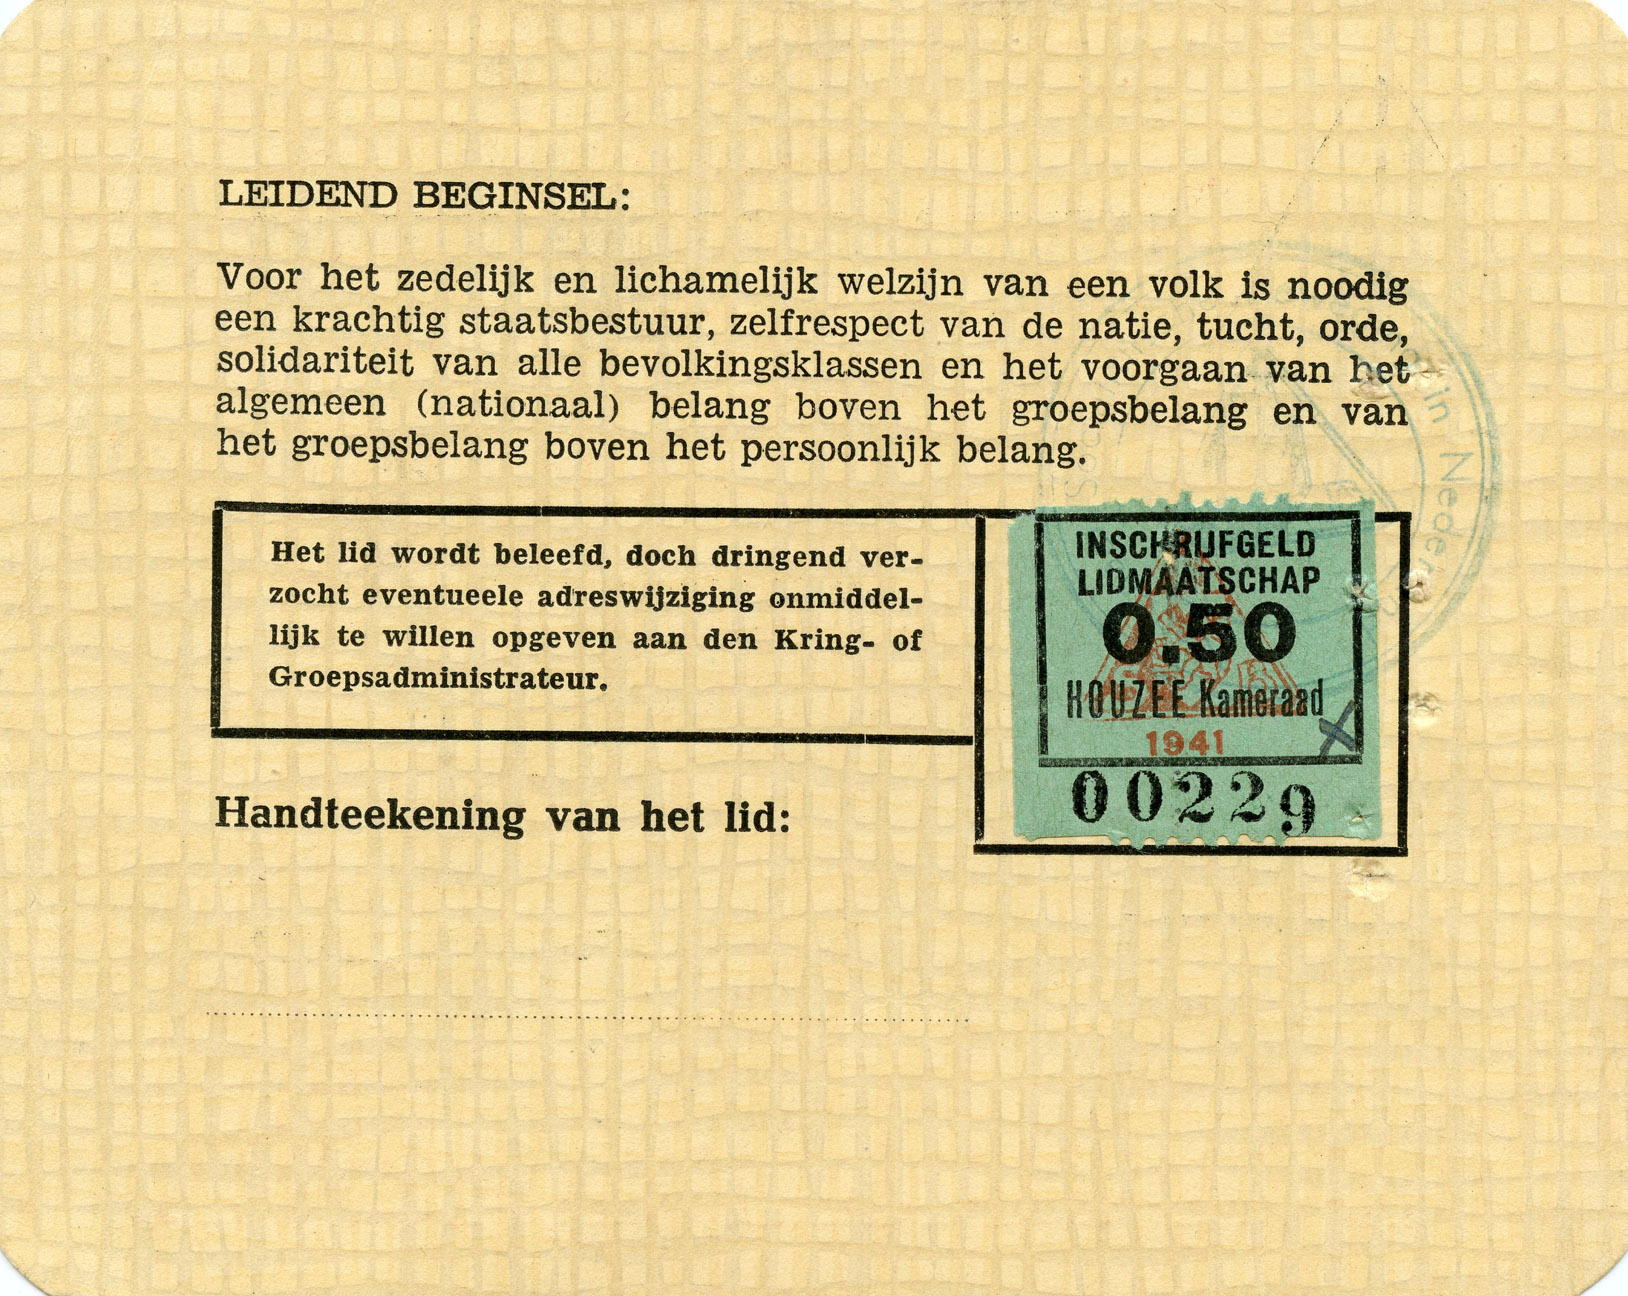 LEIDEND BEGINSEL:
Voor het zedelijk en lichamelijk welzijn van een volk is noodig
een krachtig staatsbestuur, zelfrespect van de natie, tucht, orde,
solidariteit van alle bevolkingsklassen en het voorgaan van het
algemeen (nationaal) belang boven het groepsbelang en van
het groepsbelang boven het persoonlijk belang.
Het lid wordt beleefd, doch dringend ver-
zocht eventueele adreswijziging onmiddel-
lijk te willen opgeven aan den Kring- of
Groepsadministrateur.
INSCHRIJFGELD
LIDMAATSCHAP
0.50
HOUZEE Kameraad
1941
00229
in Neder
Handteekening van het lid: